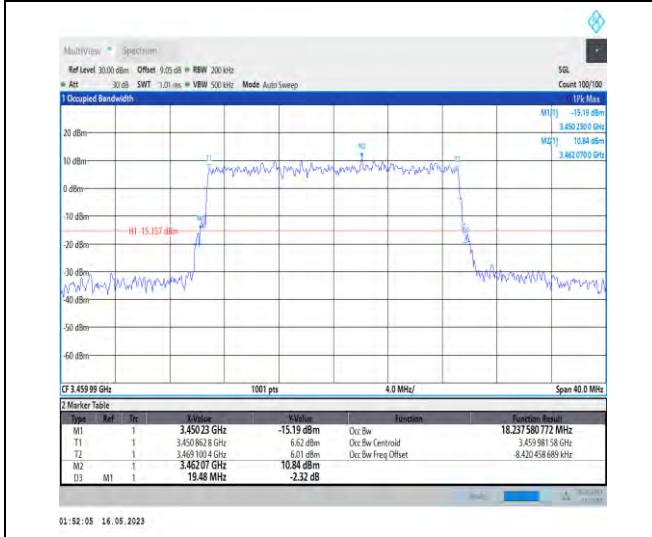 MultiView Spectrum
Ref Level 30.00 dBm Offset 9.05 dB RBW 200 kHz SGL
Att 30 dB SWT 1.01 ms VBW 500 kHz Mode Auto Sweep Count 100/100
1 Occupied Bandwidth 1Pk Max
M1[1] -15.19 dBm
3.450 230 0 GHz
20 dBm M2[1] 10.84 dBm
3.462 070 0 GHz
M2
T1
10 dBm
0 dBm
-10 dBm
H1 -15.157 dBm
-20 dBm
-30 dBm
-40 dBm
-50 dBm
-60 dBm
CF 3.459 99 GHz 1001 pts 4.0 MHz/ Span 40.0 MHz
2 Marker Table
Type Ref Trc X-Value Y-Value Function Function Result
M1 1 3.450 23 GHz -15.19 dBm Occ Bw 18.237 580 772 MHz
T1 1 3.450 862 8 GHz 6.62 dBm Occ Bw Centroid 3.459 981 58 GHz
T2 1 3.469 100 4 GHz 6.01 dBm Occ Bw Freq Offset -8.420 458 689 kHz
M2 1 3.462 07 GHz 10.84 dBm
D3 M1 1 19.48 MHz -2.32 dB
01:52:05 16.05.2023